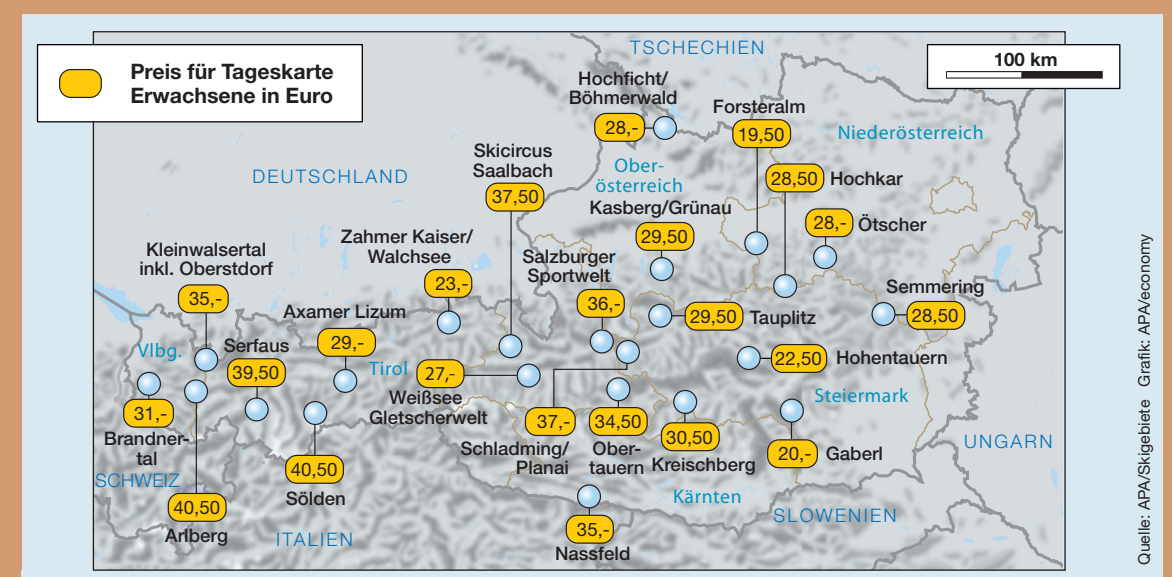 Preis für Tageskarte
Erwachsene in Euro
TSCHECHIEN
100 km
Hochficht/
Böhmerwald
28,-
Forsteralm
19,50
Niederösterreich
Skicircus
Saalbach
37,50
Ober-
österreich
DEUTSCHLAND
28,50 Hochkar
Kasberg/Grünau
29,50
28,- Ötscher
Kleinwalsertal
inkl. Oberstdorf
35,-
Zahmer Kaiser/
Walchsee
23,-
Salzburger
Sportwelt
36,-
Semmering
28,50
Axamer Lizum
29,-
29,50 Tauplitz
Vlbg.
Serfaus
39,50
Tirol
27,-
Weißsee
Gletscherwelt
22,50 Hohentauern
Steiermark
31,-
Brandner-
tal
37,-
Schladming/
Planai
34,50
Ober-
tauern
30,50
Kreischberg
20,- Gaberl
UNGARN
SCHWEIZ
40,50
Sölden
Kärnten
40,50
Arlberg
ITALIEN
35,-
Nassfeld
SLOWENIEN
Quelle: APA/Skigebiete Grafik: APAVeconomy